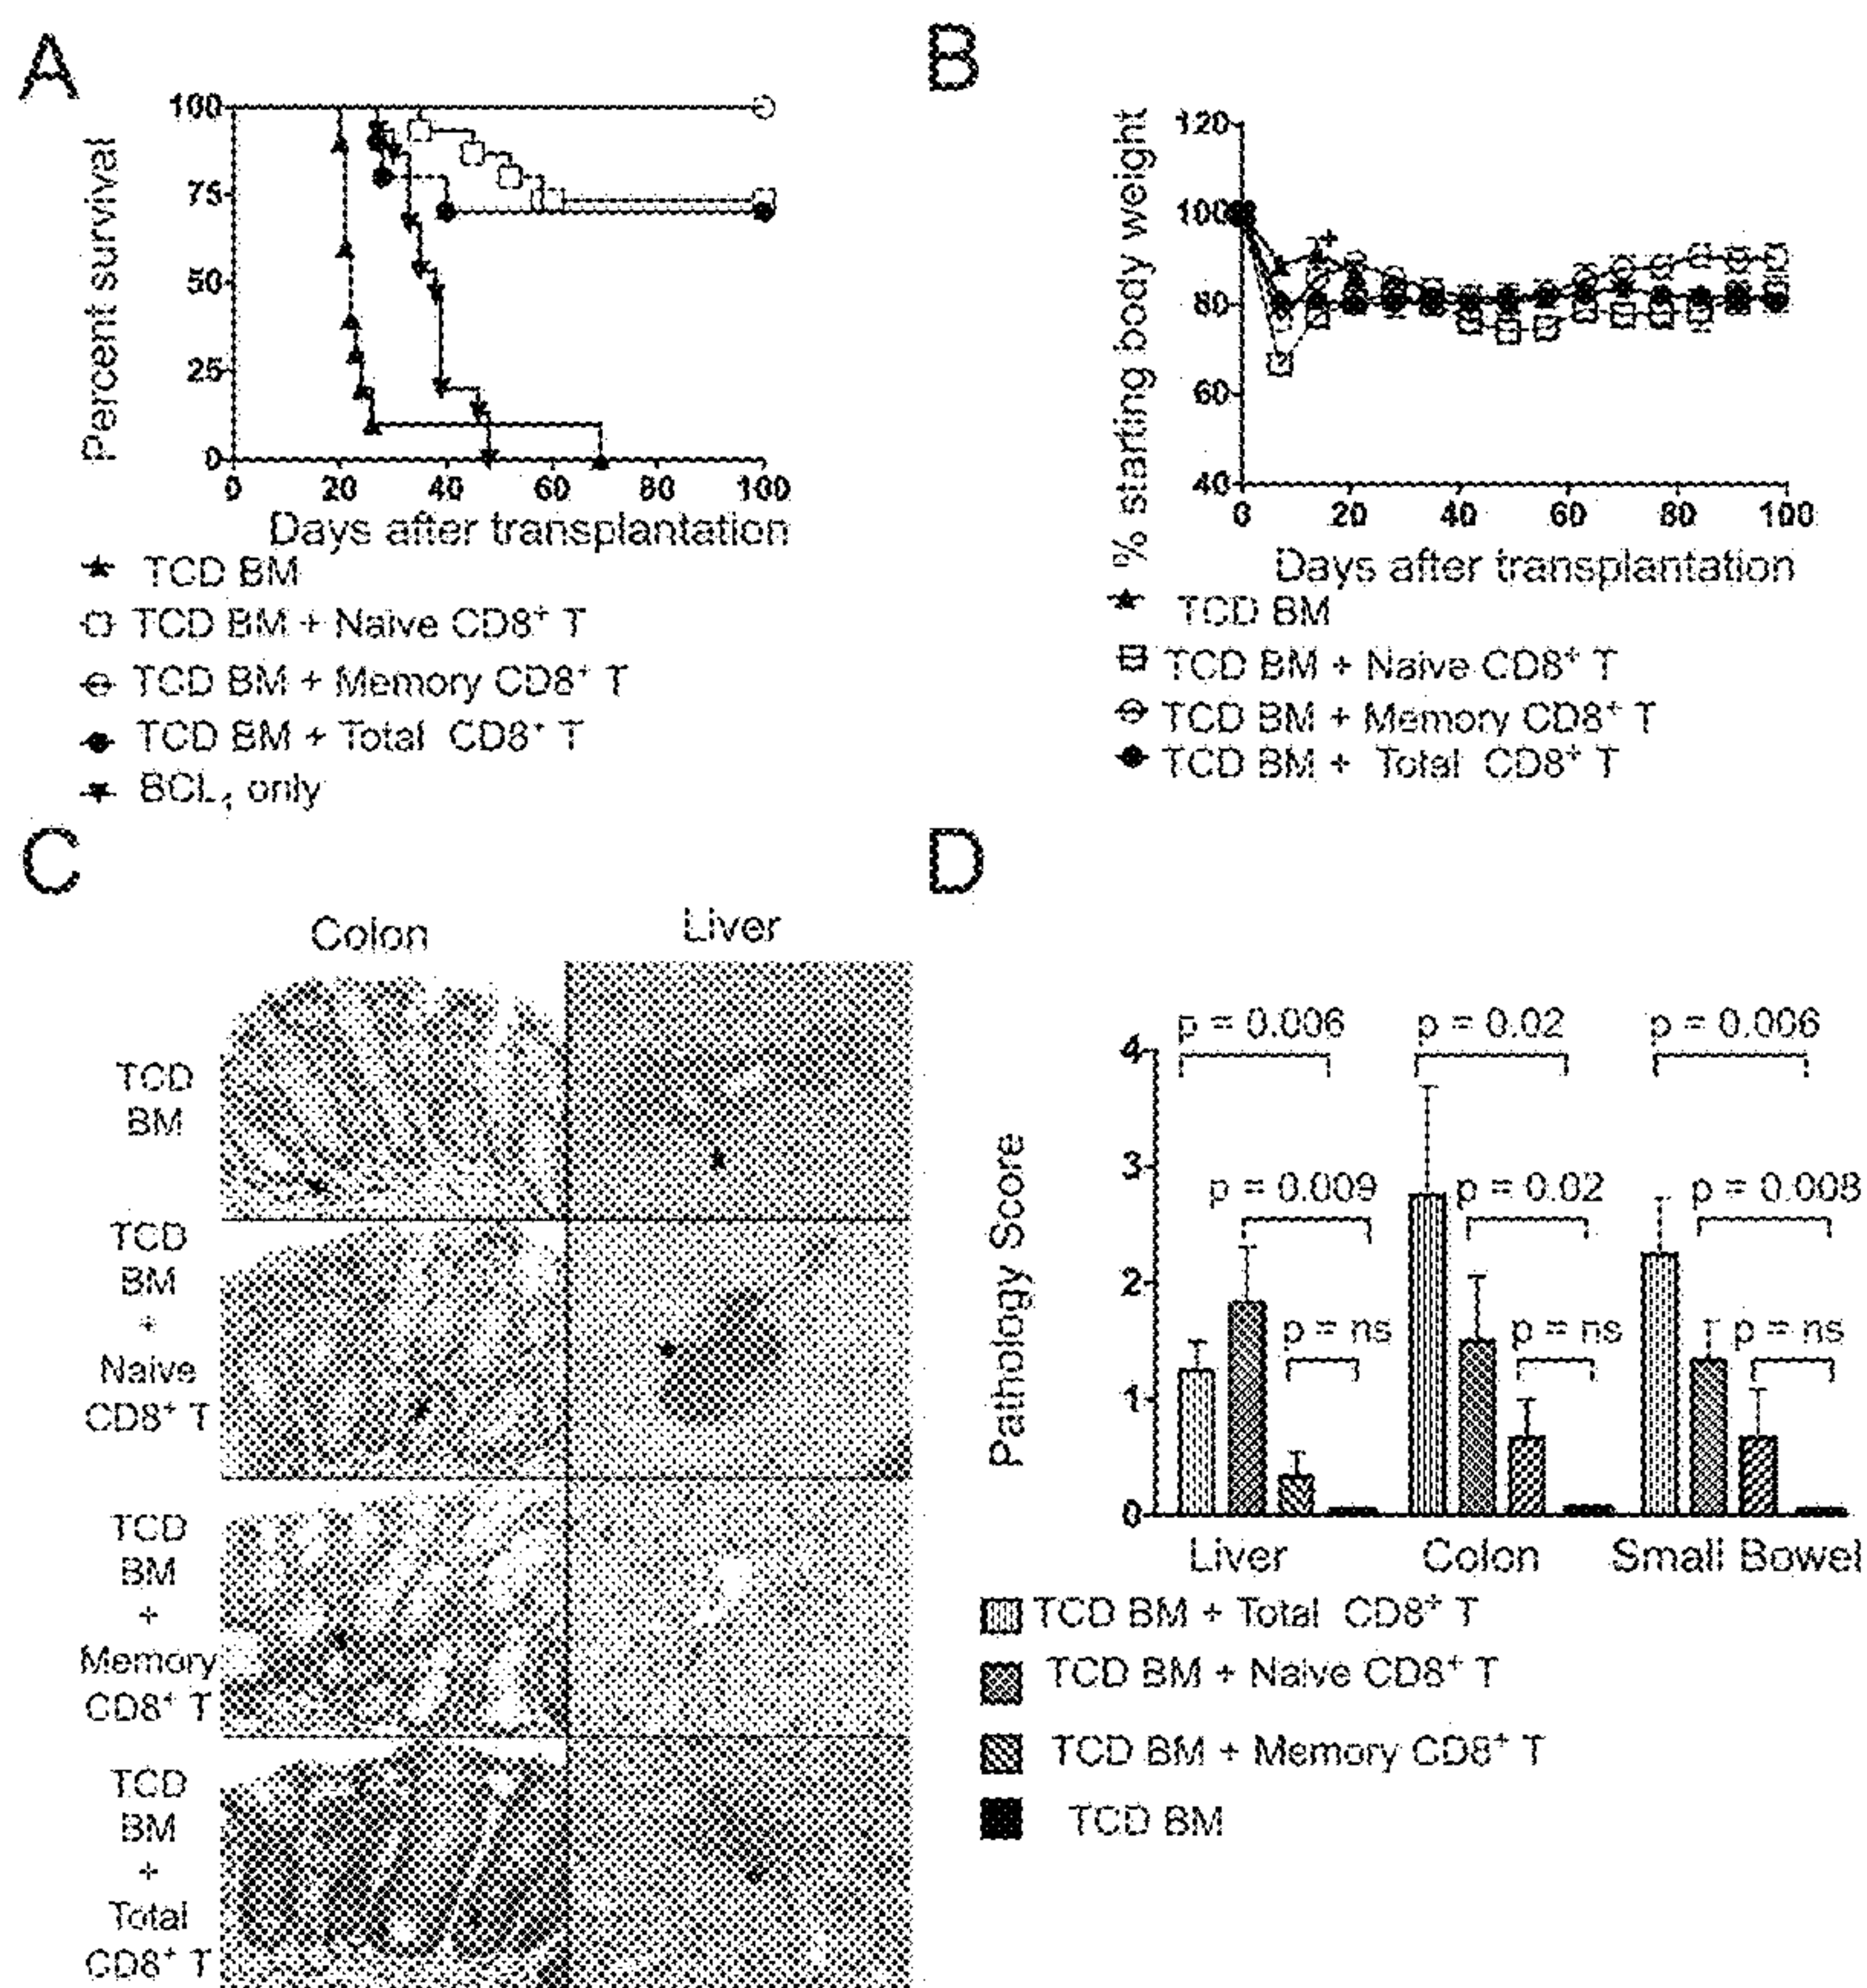 A
Percent survival
100
75
50
25
0
0 20 40 60 80 100
Days after transplantation
TCD BM
TCD BM + Naive CD8⁺ T
TCD BM + Memory CD8⁺ T
TCD BM + Total CD8⁺ T
BCL₁ only
B
% starting body weight
120
100
80
60
40
+
0 20 40 60 80 100
Days after transplantation
TCD BM
TCD BM + Naive CD8⁺ T
TCD BM + Memory CD8⁺ T
TCD BM + Total CD8⁺ T
C
Colon Liver
TCD
BM
TCD
BM
+
Naive
CD8⁺ T
TCD
BM
+
Memory
CD8⁺ T
TCD
BM
+
Total
CD8⁺ T
D
Pathology Score
4
3
2
1
0
p = 0.006 p = 0.02 p = 0.006
p = 0.009 p = 0.02 p = 0.008
p = ns p = ns p = ns
Liver Colon Small Bowel
TCD BM + Total CD8⁺ T
TCD BM + Naive CD8⁺ T
TCD BM + Memory CD8⁺ T
TCD BM